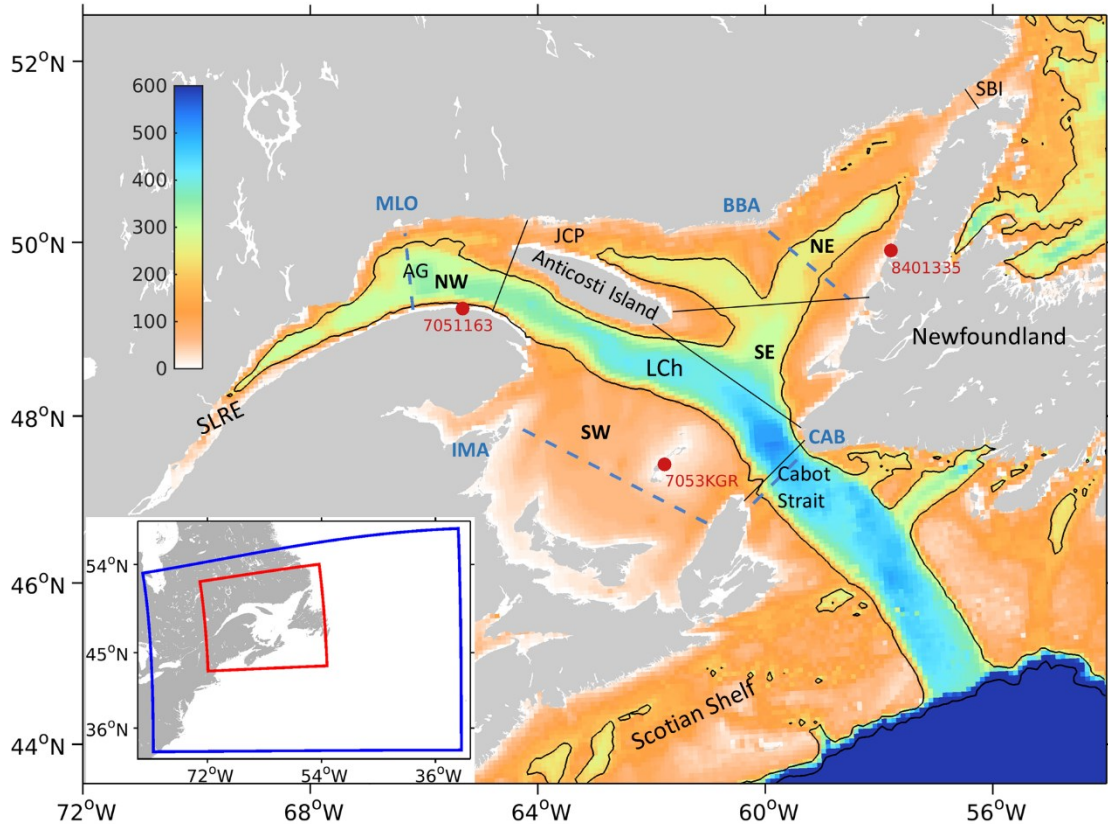 52°N
50°N
48°N
46°N
44°N
72°W
68°W
64°W
60°W
56°W
600
500
400
300
200
100
0
MLO
BBA
SBI
JCP
NE
AG
NW
Anticosti Island
8401335
7051163
Newfoundland
SE
LCh
SLRE
SW
IMA
CAB
7053KGR
Cabot
Strait
Scotian Shelf
54°N
45°N
36°N
72°W
54°W
36°W